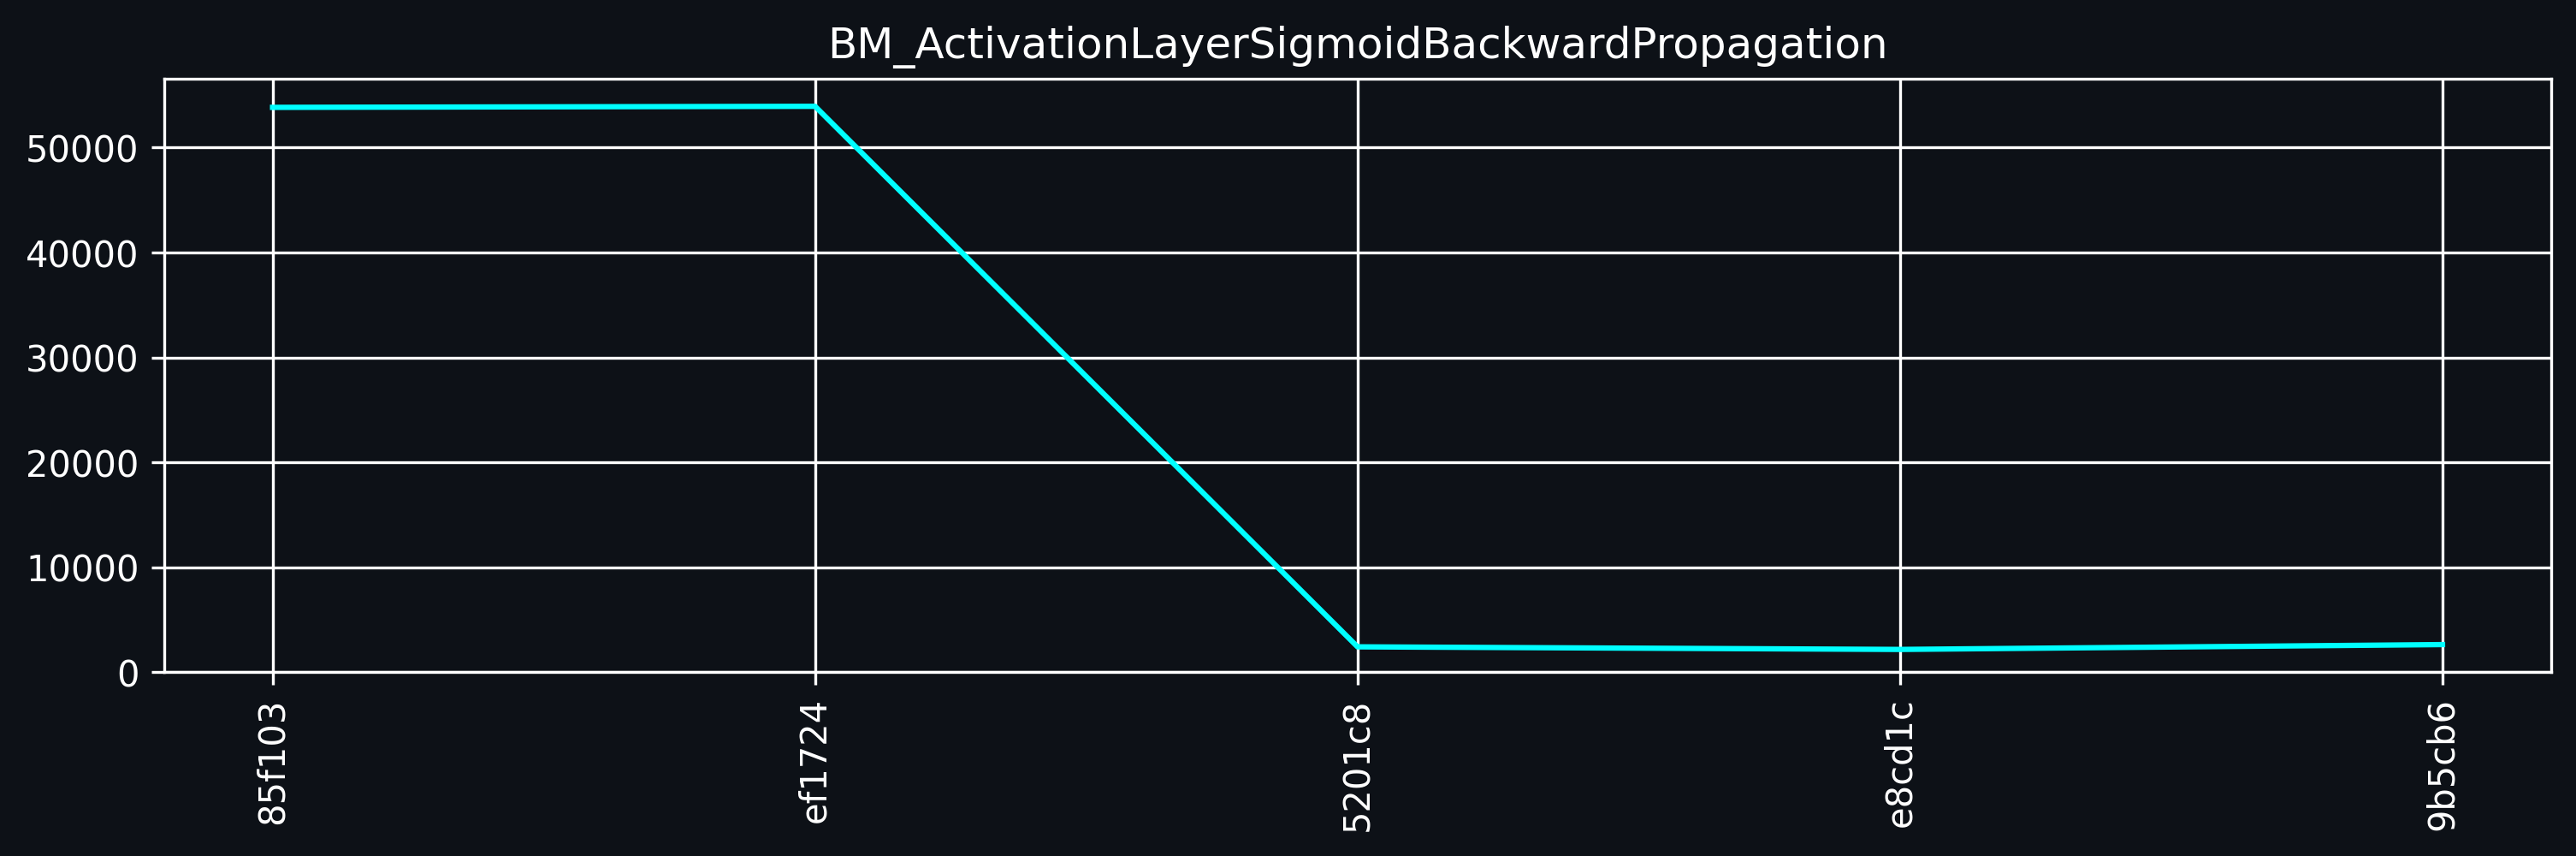 BM_ActivationLayerSigmoidBackwardPropagation
50000
40000
30000
20000
10000
0
85f103
ef1724
5201c8
e8cd1c
9b5cb6